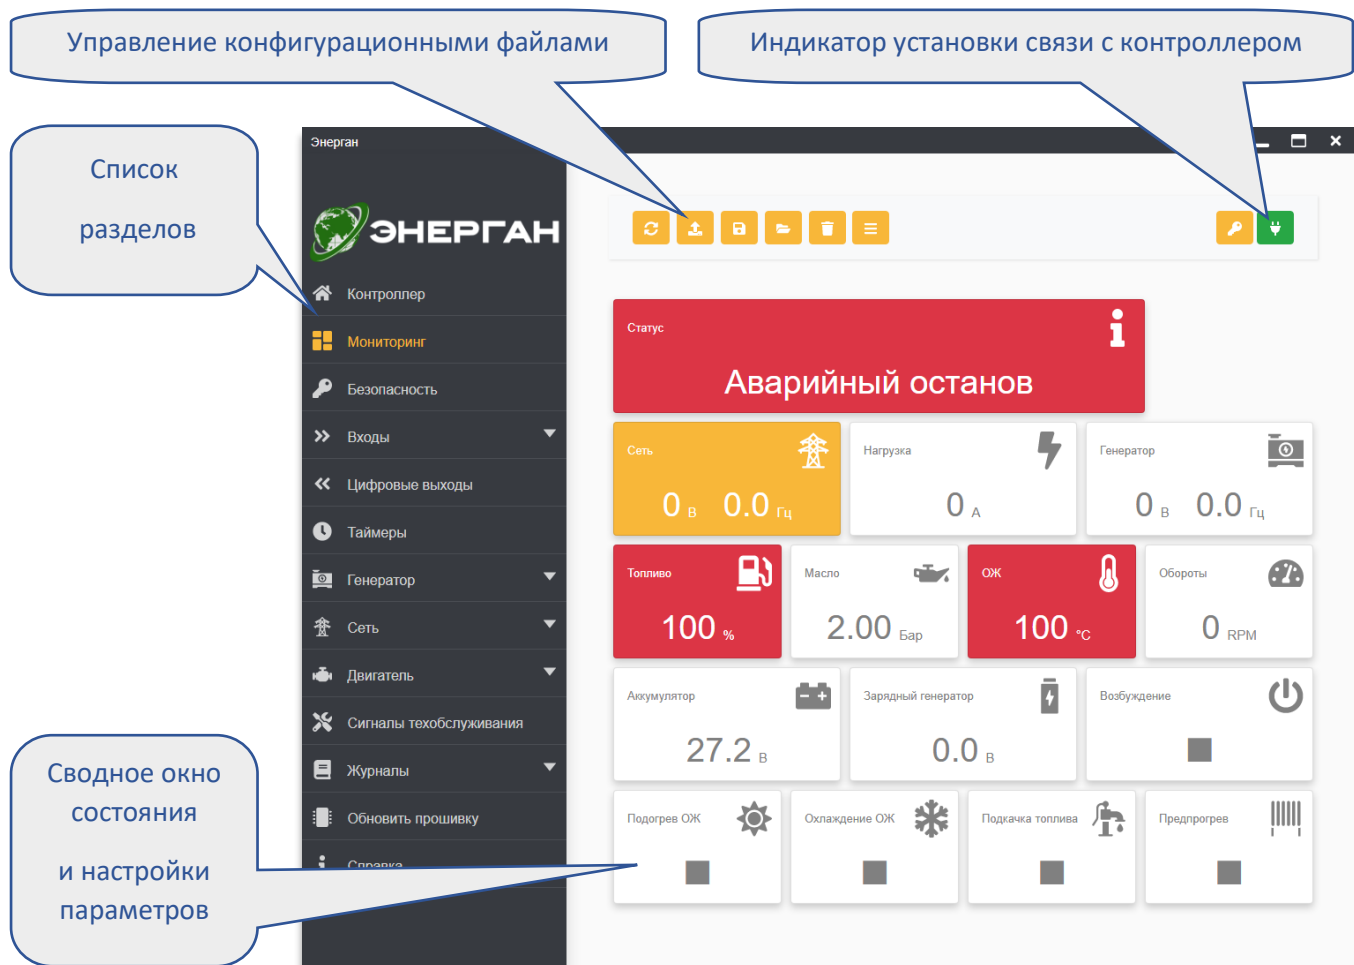 Управление конфигурационными файлами
Индикатор установки связи с контроллером
Список
разделов
Энерган
ЭНЕРГАН
Контроллер
Мониторинг
Безопасность
Входы
Цифровые выходы
Таймеры
Генератор
Сеть
Двигатель
Сигналы техобслуживания
Журналы
Обновить прошивку
Справка
Сводное окно
состояния
и настройки
параметров
Статус
Аварийный останов
Сеть
0 В 0.0 Гц
Нагрузка
0 А
Генератор
0 В 0.0 Гц
Топливо
100 %
Масло
2.00 Бар
ОЖ
100 °C
Обороты
0 RPM
Аккумулятор
27.2 В
Зарядный генератор
0.0 В
Возбуждение
Подогрев ОЖ
Охлаждение ОЖ
Подкачка топлива
Предпрогрев